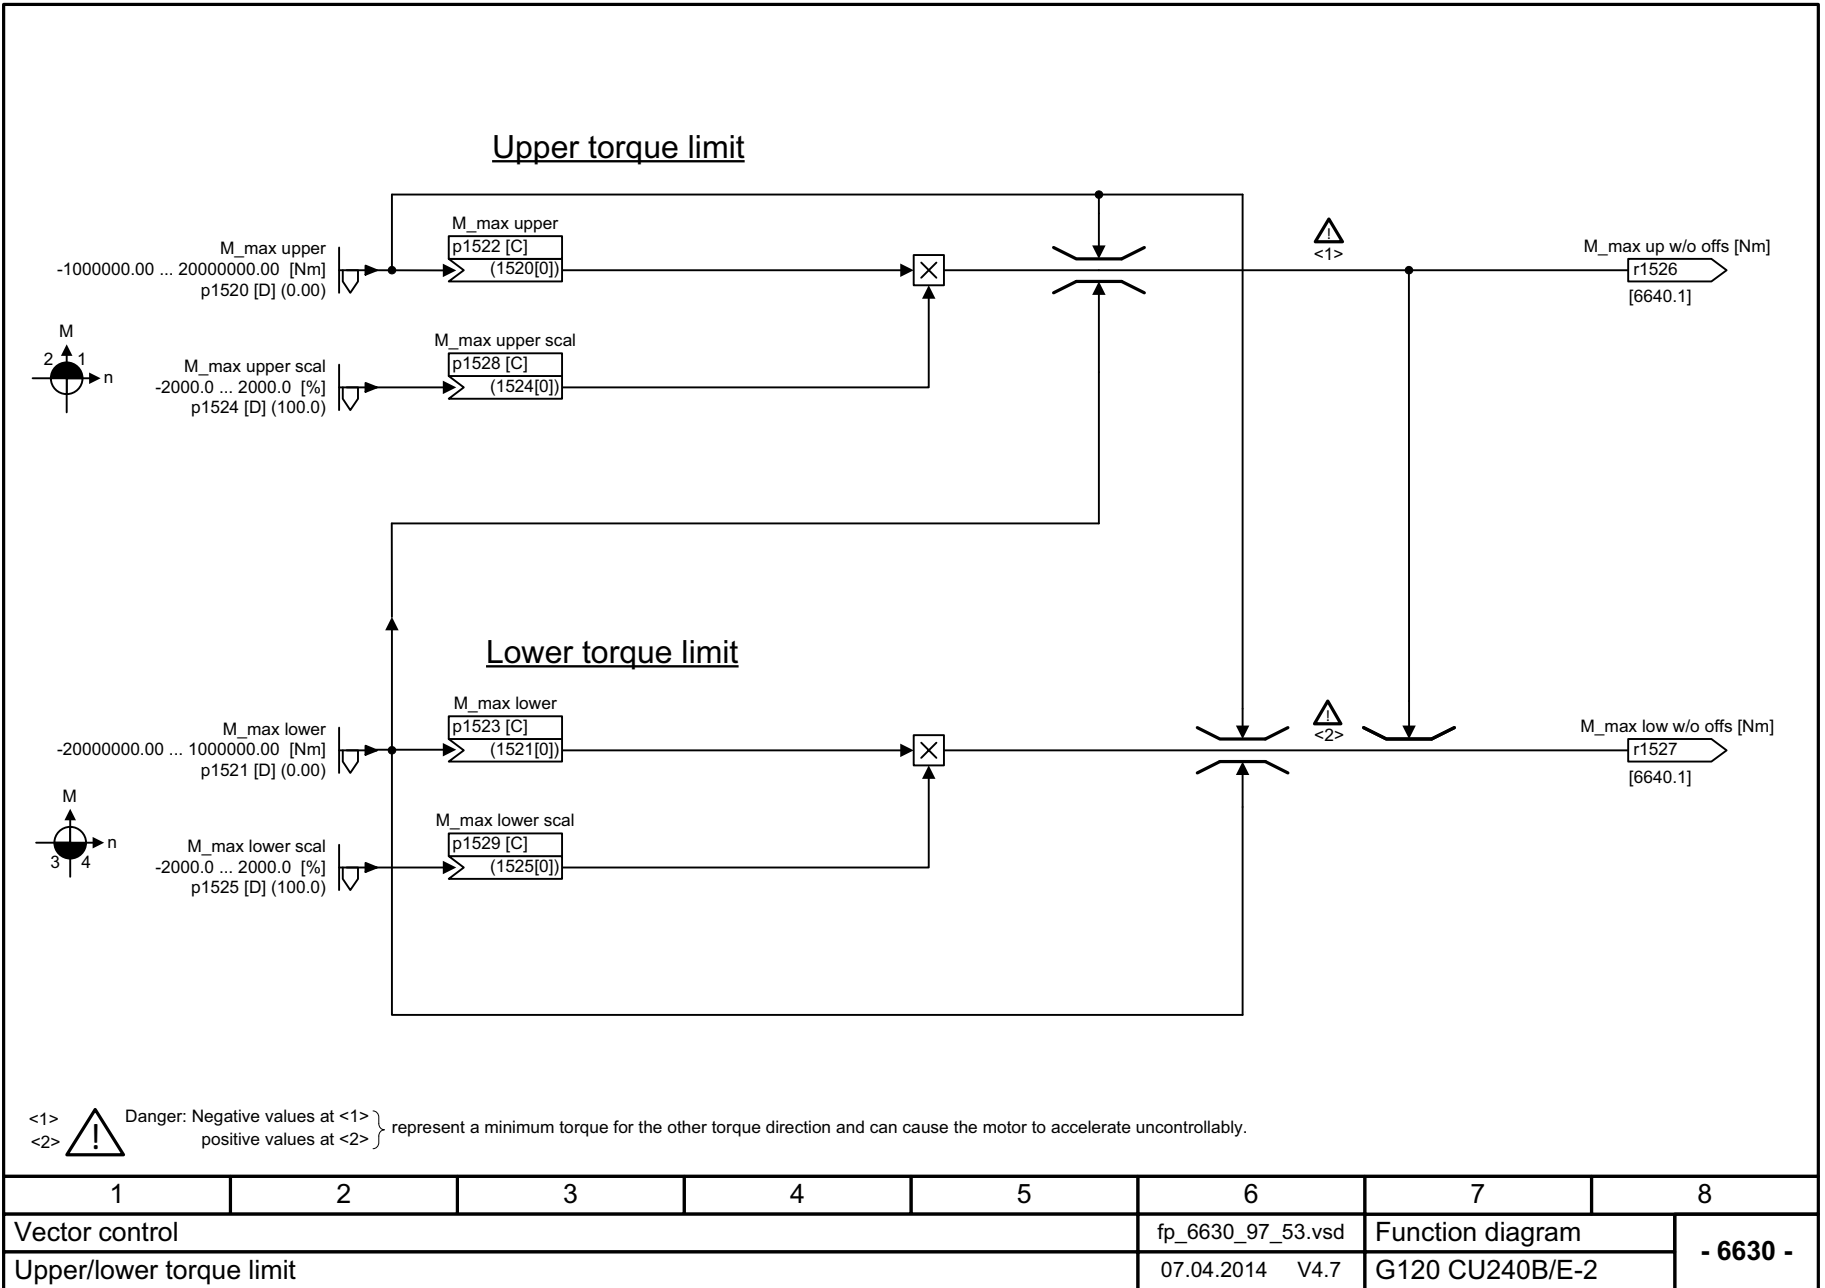 Upper torque limit
M_max upper
-1000000.00 ... 20000000.00 [Nm]
p1520 [D] (0.00)
M_max upper
p1522 [C]
(1520[0])
<1>
M_max up w/o offs [Nm]
r1526
[6640.1]
M
2 1
n
M_max upper scal
-2000.0 ... 2000.0 [%]
p1524 [D] (100.0)
M_max upper scal
p1528 [C]
(1524[0])
Lower torque limit
M_max lower
-20000000.00 ... 1000000.00 [Nm]
p1521 [D] (0.00)
M_max lower
p1523 [C]
(1521[0])
<2>
M_max low w/o offs [Nm]
r1527
[6640.1]
M
n
3 4
M_max lower scal
-2000.0 ... 2000.0 [%]
p1525 [D] (100.0)
M_max lower scal
p1529 [C]
(1525[0])
<1>
<2>
!
Danger: Negative values at <1>
positive values at <2>
represent a minimum torque for the other torque direction and can cause the motor to accelerate uncontrollably.
1 2 3 4 5 6 7 8
Vector control
fp_6630_97_53.vsd
Function diagram
- 6630 -
Upper/lower torque limit
07.04.2014 V4.7
G120 CU240B/E-2